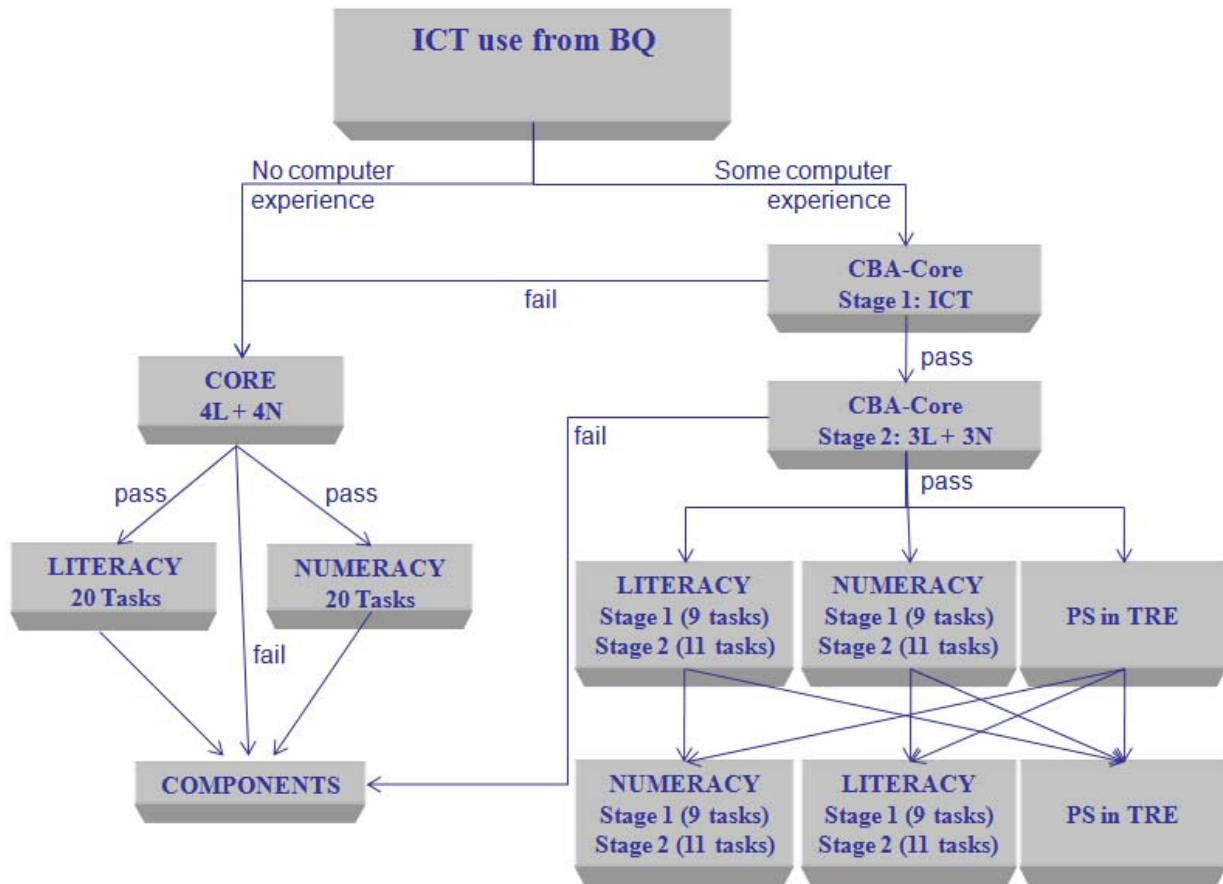 ICT use from BQ
No computer
experience
Some computer
experience
CBA-Core
Stage 1: ICT
fail
pass
CORE
4L + 4N
CBA-Core
Stage 2: 3L + 3N
fail
pass
pass
pass
LITERACY
20 Tasks
NUMERACY
20 Tasks
LITERACY
Stage 1 (9 tasks)
Stage 2 (11 tasks)
NUMERACY
Stage 1 (9 tasks)
Stage 2 (11 tasks)
PS in TRE
fail
COMPONENTS
NUMERACY
Stage 1 (9 tasks)
Stage 2 (11 tasks)
LITERACY
Stage 1 (9 tasks)
Stage 2 (11 tasks)
PS in TRE